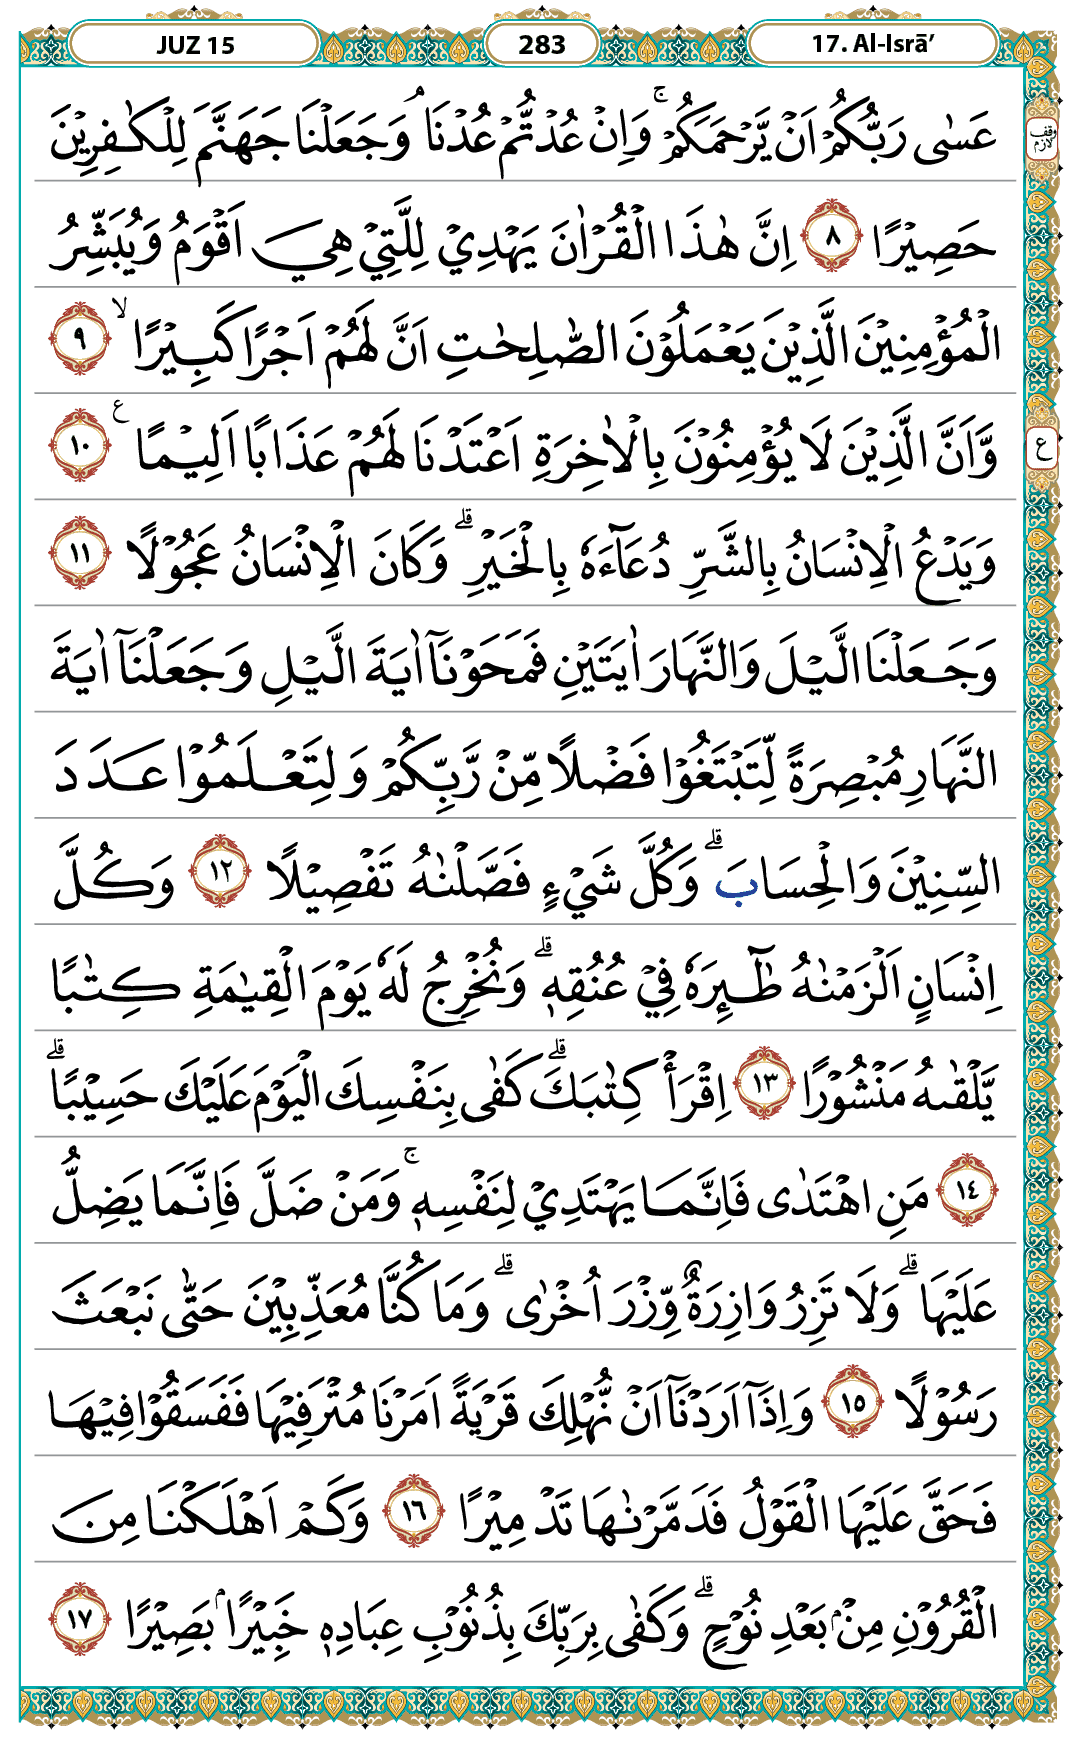 JUZ 15
283
17. Al-Isrā’
عَسٰى رَبُّكُمْ اَنْ يَّرْحَمَكُمْۚ وَاِنْ عُدْتُّمْ عُدْنَاۘ وَجَعَلْنَا جَهَنَّمَ لِلْكٰفِرِيْنَ
وقف لازم
حَصِيْرًا ٨ اِنَّ هٰذَا الْقُرْاٰنَ يَهْدِيْ لِلَّتِيْ هِيَ اَقْوَمُ وَيُبَشِّرُ
الْمُؤْمِنِيْنَ الَّذِيْنَ يَعْمَلُوْنَ الصّٰلِحٰتِ اَنَّ لَهُمْ اَجْرًا كَبِيْرًاۙ ٩
وَّاَنَّ الَّذِيْنَ لَا يُؤْمِنُوْنَ بِالْاٰخِرَةِ اَعْتَدْنَا لَهُمْ عَذَابًا اَلِيْمًا ࣖ ١٠
ع
وَيَدْعُ الْاِنْسَانُ بِالشَّرِّ دُعَاۤءَهٗ بِالْخَيْرِۗ وَكَانَ الْاِنْسَانُ عَجُوْلًا ١١
وَجَعَلْنَا الَّيْلَ وَالنَّهَارَ اٰيَتَيْنِ فَمَحَوْنَآ اٰيَةَ الَّيْلِ وَجَعَلْنَآ اٰيَةَ
النَّهَارِ مُبْصِرَةً لِّتَبْتَغُوْا فَضْلًا مِّنْ رَّبِّكُمْ وَلِتَعْلَمُوْا عَدَدَ
السِّنِيْنَ وَالْحِسَابَۗ وَكُلَّ شَيْءٍ فَصَّلْنٰهُ تَفْصِيْلًا ١٢ وَكُلَّ
اِنْسَانٍ اَلْزَمْنٰهُ طٰۤىِٕرَهٗ فِيْ عُنُقِهٖۗ وَنُخْرِجُ لَهٗ يَوْمَ الْقِيٰمَةِ كِتٰبًا
يَّلْقٰىهُ مَنْشُوْرًا ١٣ اِقْرَأْ كِتٰبَكَۗ كَفٰى بِنَفْسِكَ الْيَوْمَ عَلَيْكَ حَسِيْبًاۗ
١٤ مَنِ اهْتَدٰى فَاِنَّمَا يَهْتَدِيْ لِنَفْسِهٖۚ وَمَنْ ضَلَّ فَاِنَّمَا يَضِلُّ
عَلَيْهَاۗ وَلَا تَزِرُ وَازِرَةٌ وِّزْرَ اُخْرٰىۗ وَمَا كُنَّا مُعَذِّبِيْنَ حَتّٰى نَبْعَثَ
رَسُوْلًا ١٥ وَاِذَآ اَرَدْنَآ اَنْ نُّهْلِكَ قَرْيَةً اَمَرْنَا مُتْرَفِيْهَا فَفَسَقُوْا فِيْهَا
فَحَقَّ عَلَيْهَا الْقَوْلُ فَدَمَّرْنٰهَا تَدْمِيْرًا ١٦ وَكَمْ اَهْلَكْنَا مِنَ
الْقُرُوْنِ مِنْۢ بَعْدِ نُوْحٍۗ وَكَفٰى بِرَبِّكَ بِذُنُوْبِ عِبَادِهٖ خَبِيْرًاۢ بَصِيْرًا ١٧